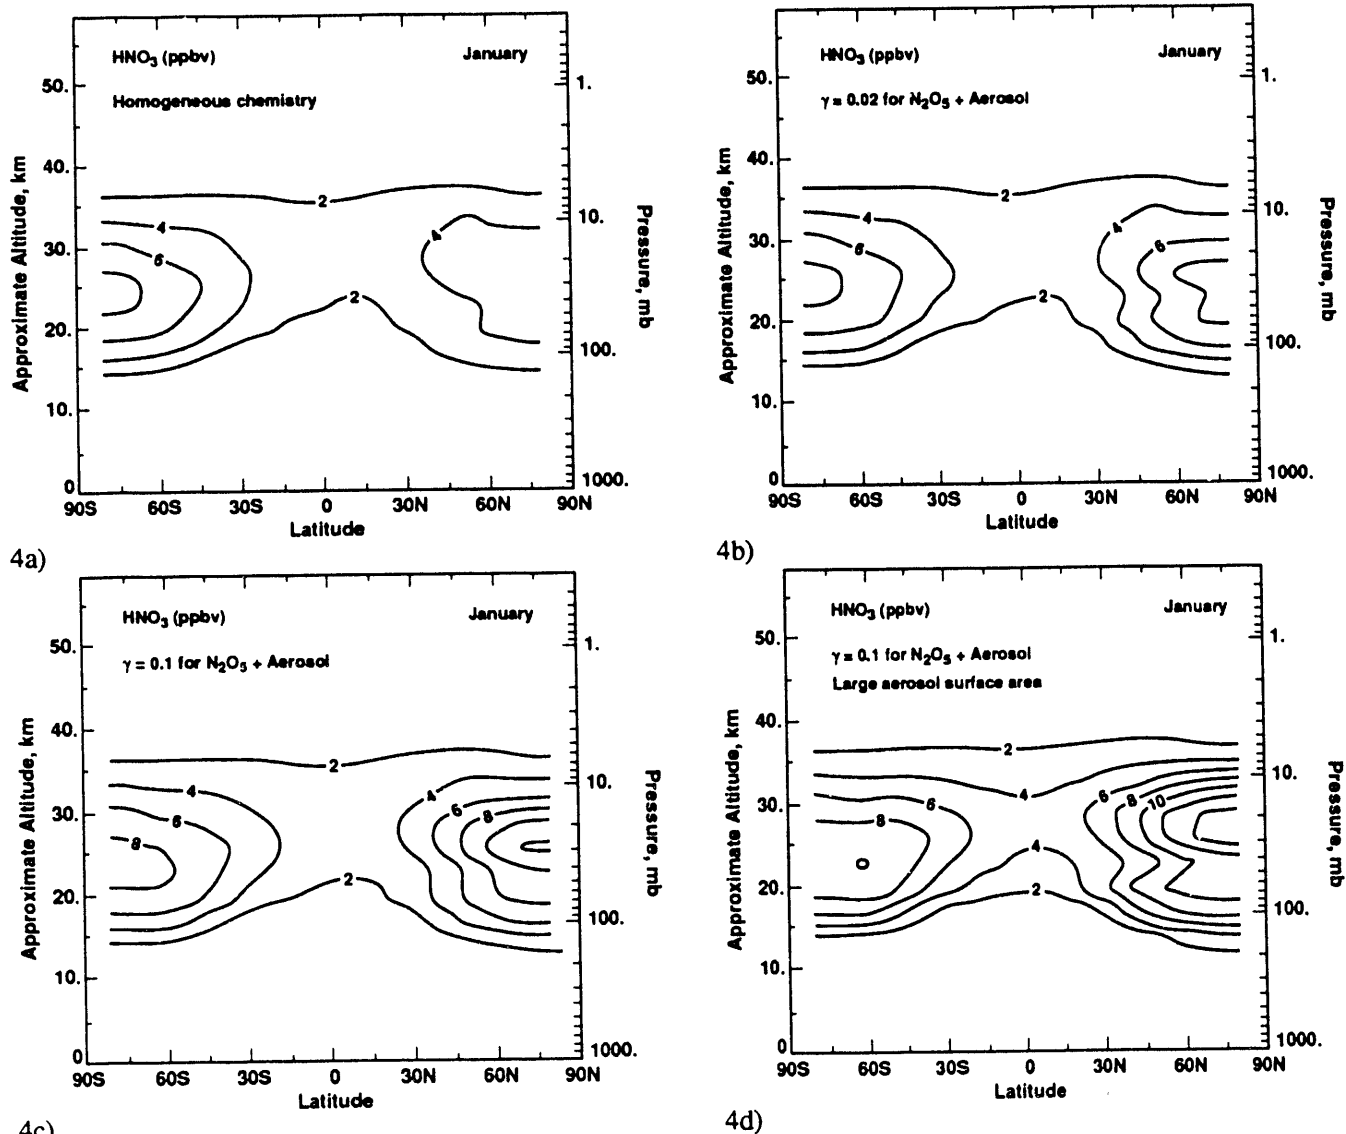 HNO3 (ppbv) January
Homogeneous chemistry
50.
40.
30.
20.
10.
0
Approximate Altitude, km
1.
10.
100.
1000.
Pressure, mb
2
4
6
4
2
90S 60S 30S 0 30N 60N 90N
Latitude
4a)
HNO3 (ppbv) January
γ = 0.02 for N2O5 + Aerosol
50.
40.
30.
20.
10.
0
Approximate Altitude, km
1.
10.
100.
1000.
Pressure, mb
2
4
6
4
6
2
90S 60S 30S 0 30N 60N 90N
Latitude
4b)
HNO3 (ppbv) January
γ = 0.1 for N2O5 + Aerosol
50.
40.
30.
20.
10.
0
Approximate Altitude, km
1.
10.
100.
1000.
Pressure, mb
2
4
6
8
4
6
8
2
90S 60S 30S 0 30N 60N 90N
Latitude
4c)
HNO3 (ppbv) January
γ = 0.1 for N2O5 + Aerosol
Large aerosol surface area
50.
40.
30.
20.
10.
0
Approximate Altitude, km
1.
10.
100.
1000.
Pressure, mb
2
4
6
8
6
8
10
4
2
90S 60S 30S 0 30N 60N 90N
Latitude
4d)